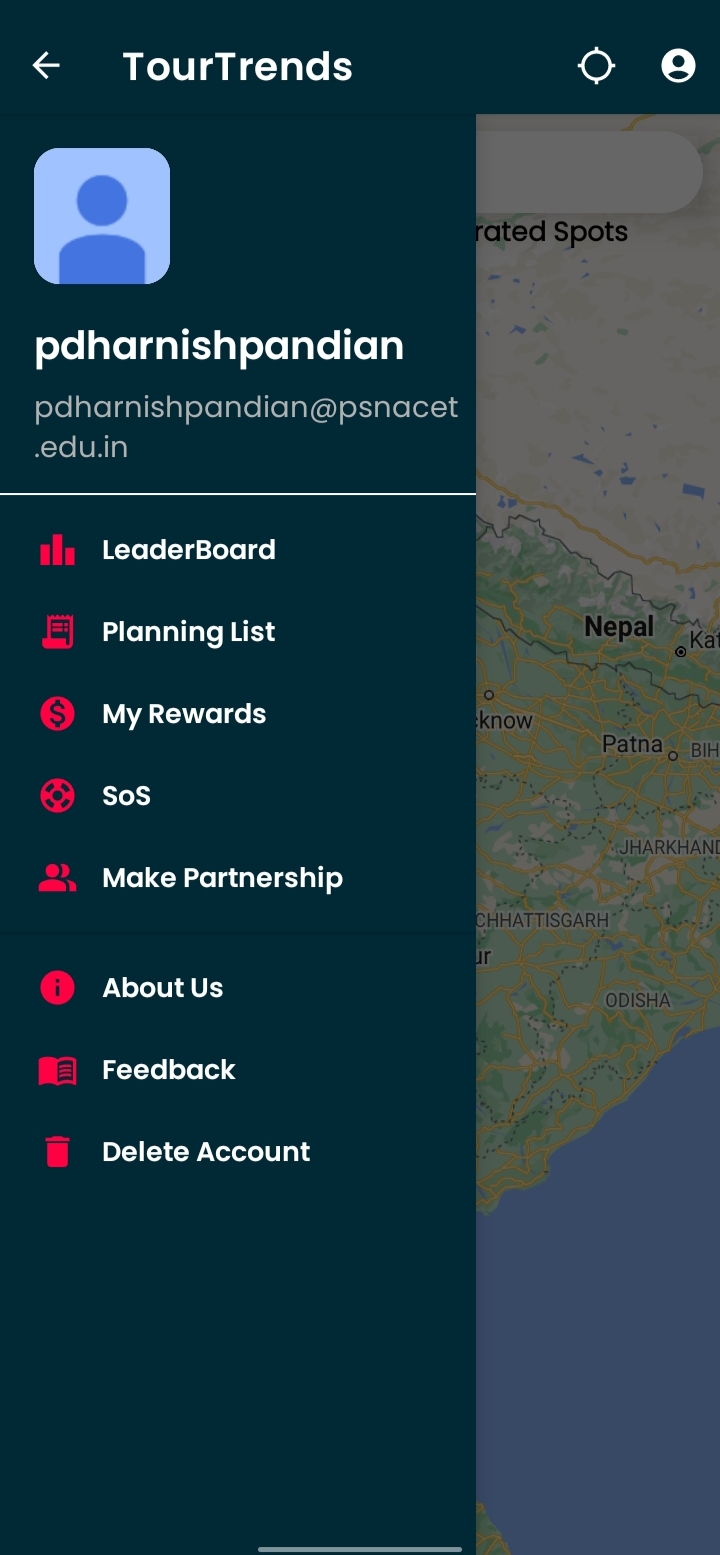 TourTrends
rated Spots
pdharnishpandian
pdharnishpandian@psnacet
.edu.in
LeaderBoard
Planning List
My Rewards
SoS
Make Partnership
About Us
Feedback
Delete Account
Nepal
Kat
cknow
Patna
BIH
JHARKHAND
CHHATTISGARH
ur
ODISHA